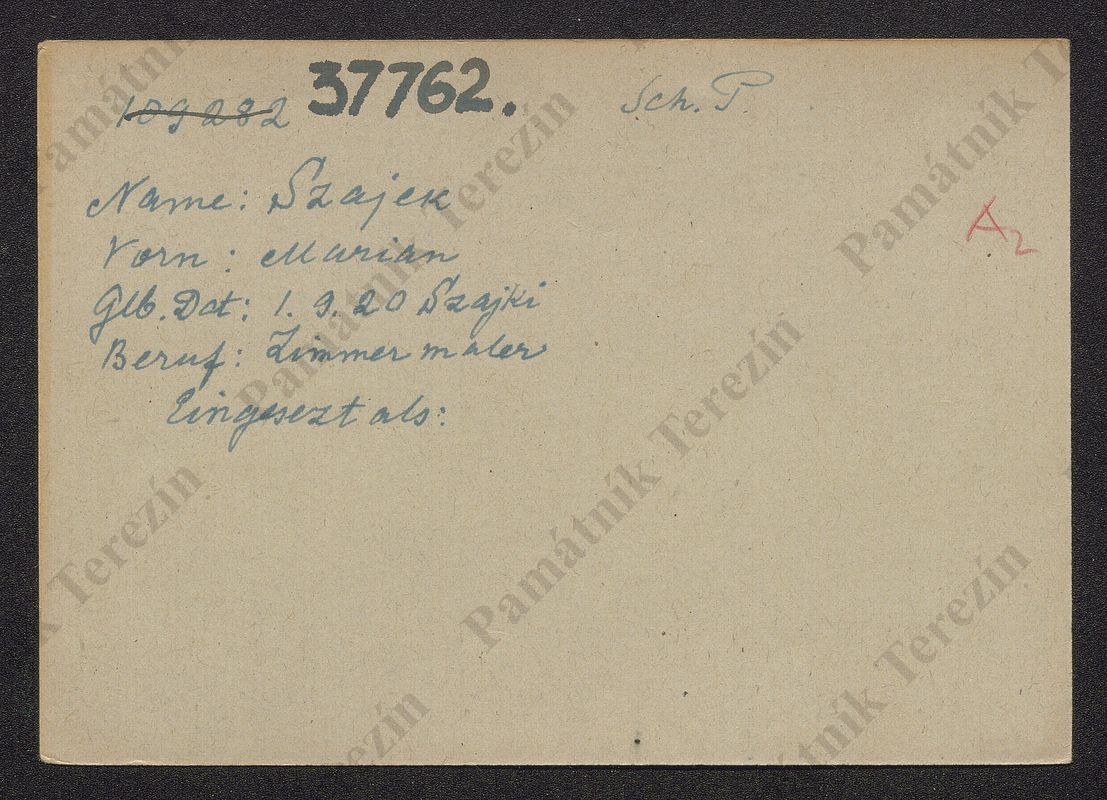 109282 37762. Sch. P.
Name: Szajek
A2
Vorn: Marian
Geb. Dat: 1. 9. 20 Szajki
Beruf: Zimmermaler
Eingesezt als:
Památník Terezín